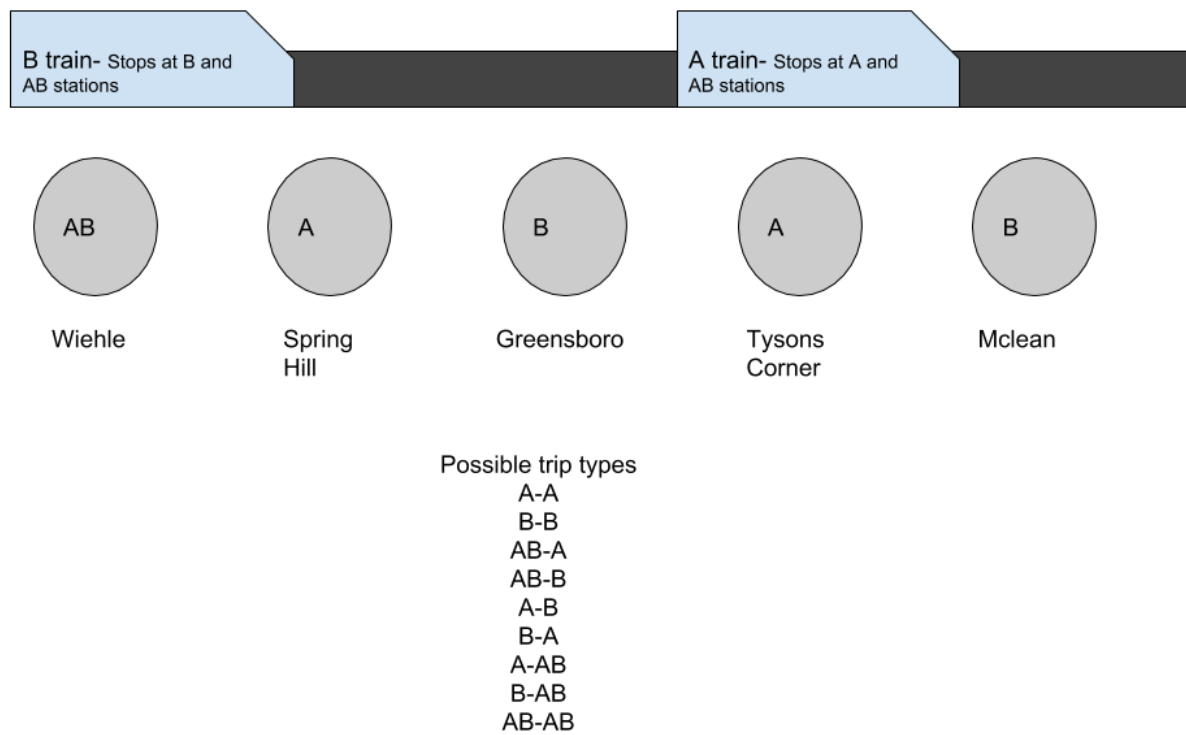 B train- Stops at B and
AB stations
A train- Stops at A and
AB stations
AB
A
B
A
B
Wiehle
Spring
Hill
Greensboro
Tysons
Corner
Mclean
Possible trip types
A-A
B-B
AB-A
AB-B
A-B
B-A
A-AB
B-AB
AB-AB